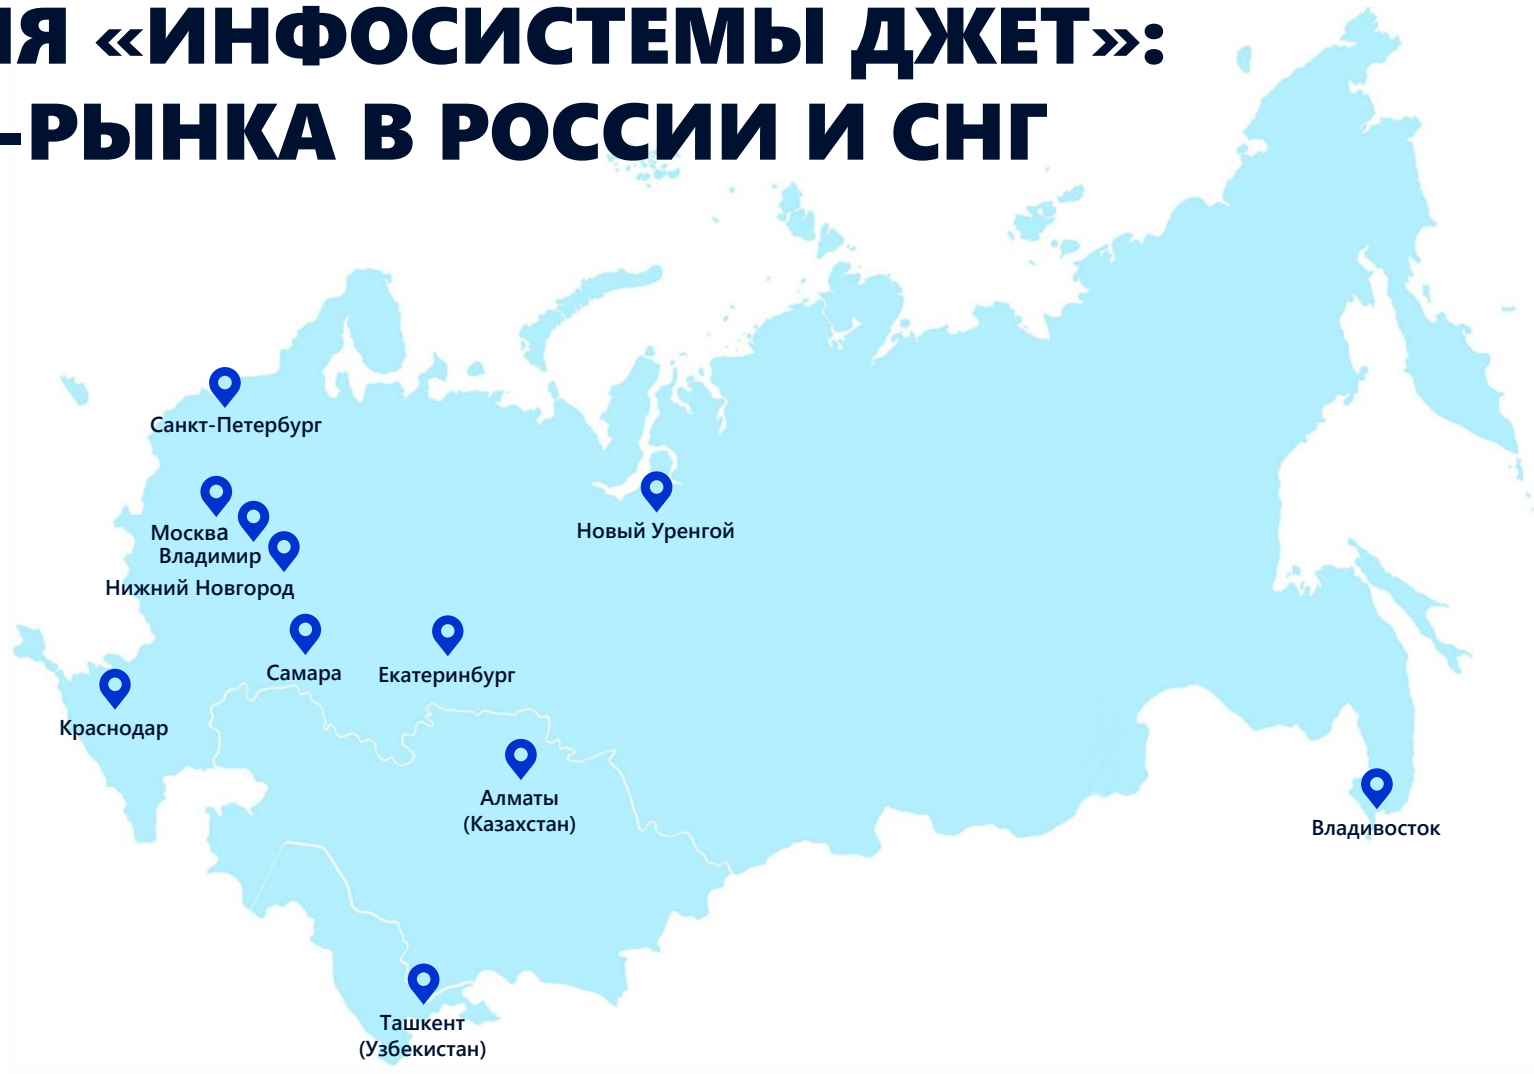 ИЯ «ИНФОСИСТЕМЫ ДЖЕТ»:
-РЫНКА В РОССИИ И СНГ
Санкт-Петербург
Москва
Владимир
Нижний Новгород
Новый Уренгой
Самара
Екатеринбург
Краснодар
Алматы
(Казахстан)
Владивосток
Ташкент
(Узбекистан)